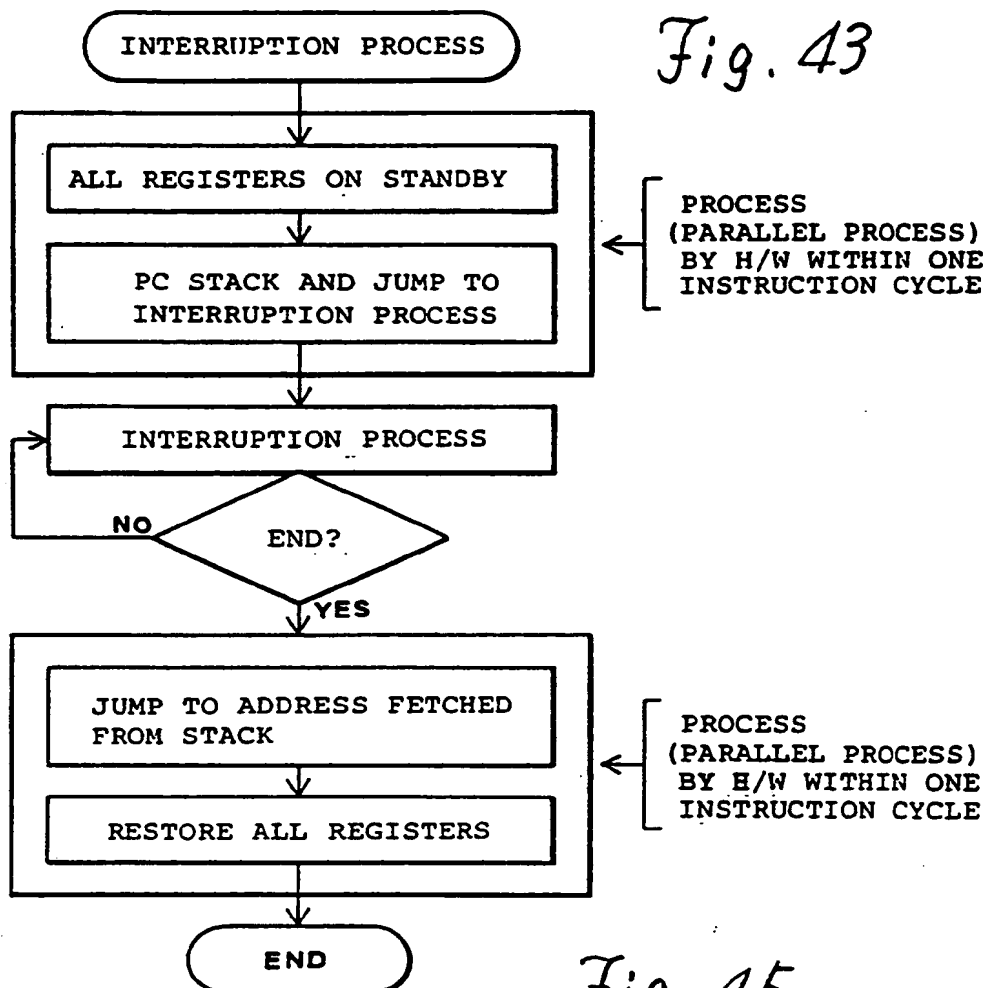 INTERRUPTION PROCESS
Fig. 43
ALL REGISTERS ON STANDBY
PC STACK AND JUMP TO
INTERRUPTION PROCESS
PROCESS
(PARALLEL PROCESS)
BY H/W WITHIN ONE
INSTRUCTION CYCLE
INTERRUPTION PROCESS
NO
END?
YES
JUMP TO ADDRESS FETCHED
FROM STACK
RESTORE ALL REGISTERS
PROCESS
(PARALLEL PROCESS)
BY H/W WITHIN ONE
INSTRUCTION CYCLE
END
Fig. 45